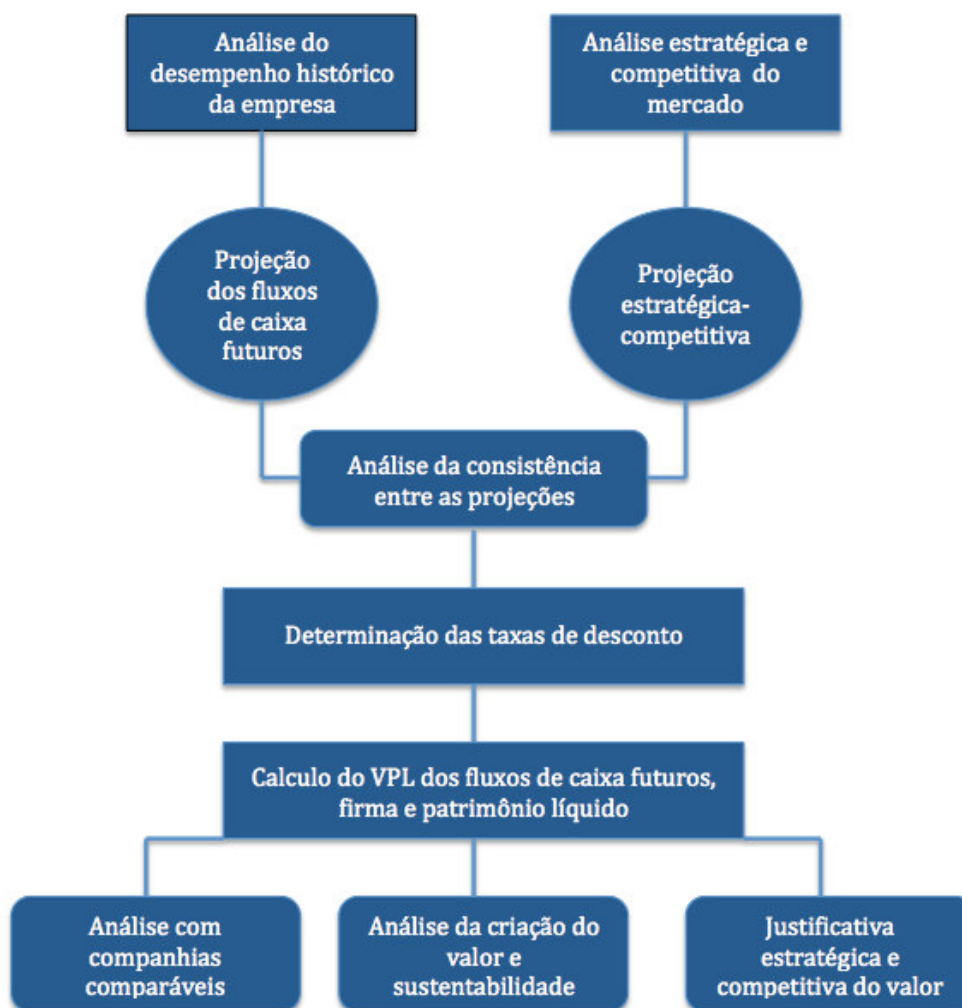 Análise do
desempenho histórico
da empresa
Análise estratégica e
competitiva do
mercado
Projeção
dos fluxos
de caixa
futuros
Projeção
estratégica-
competitiva
Análise da consistência
entre as projeções
Determinação das taxas de desconto
Calculo do VPL dos fluxos de caixa futuros,
firma e patrimônio líquido
Análise com
companhias
comparáveis
Análise da criação do
valor e
sustentabilidade
Justificativa
estratégica e
competitiva do valor